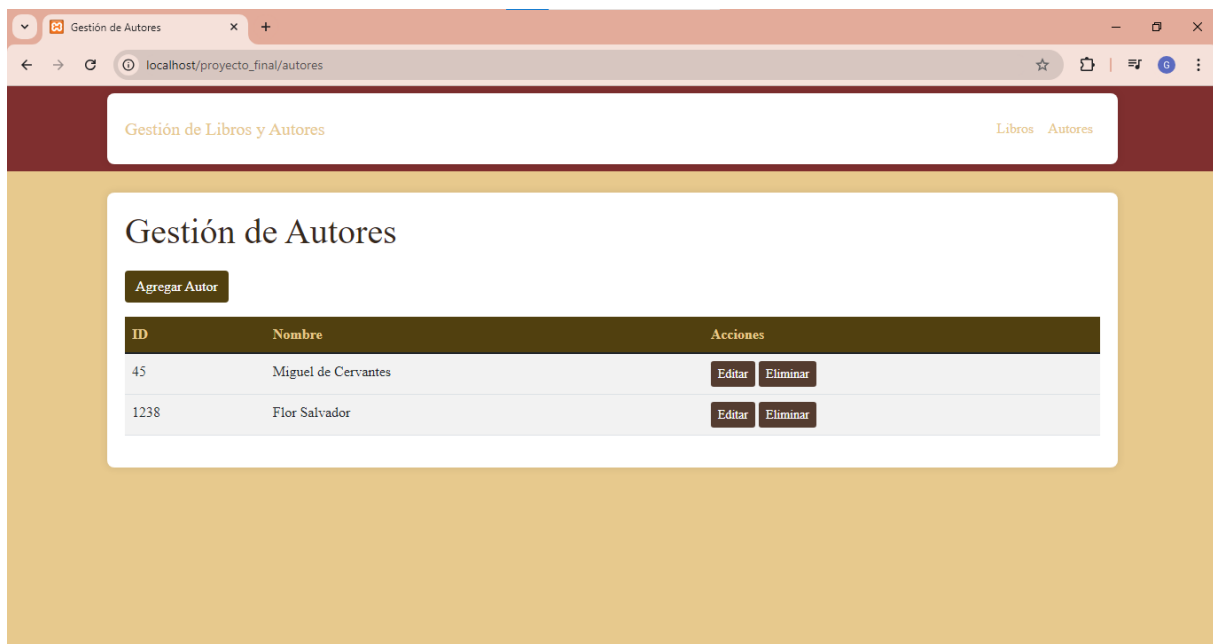 Gestión de Autores
localhost/proyecto_final/autores
G
Gestión de Libros y Autores Libros Autores
Gestión de Autores
Agregar Autor
ID Nombre Acciones
45 Miguel de Cervantes Editar Eliminar
1238 Flor Salvador Editar Eliminar